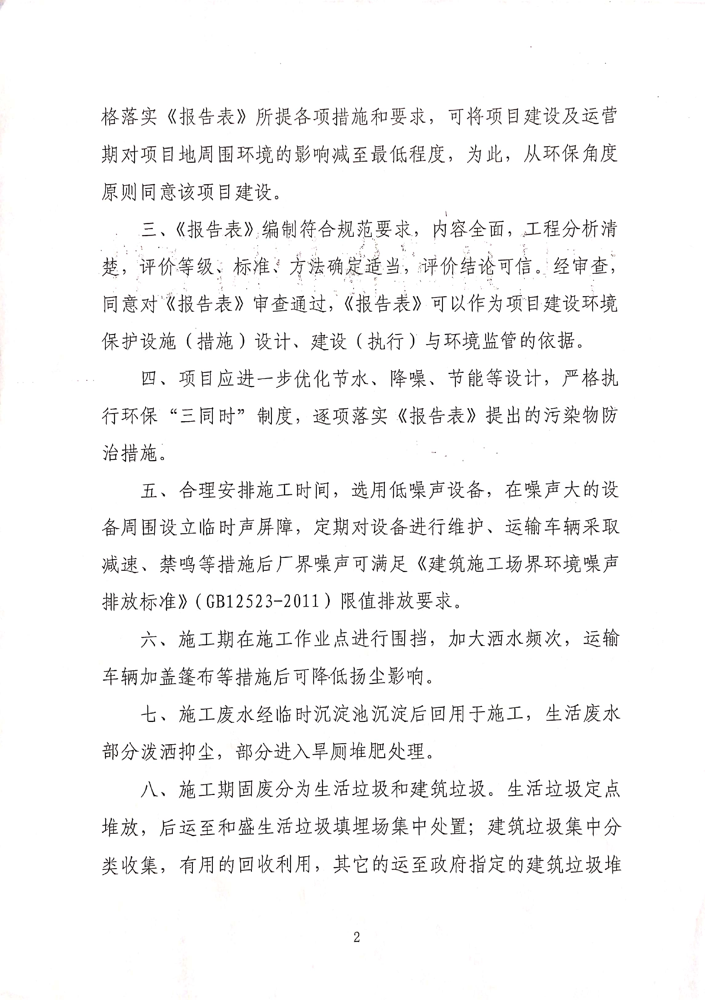 格落实《报告表》所提各项措施和要求，可将项目建设及运营
期对项目地周围环境的影响减至最低程度，为此，从环保角度
原则同意该项目建设。
三、《报告表》编制符合规范要求，内容全面，工程分析清
楚，评价等级、标准、方法确定适当，评价结论可信。经审查，
同意对《报告表》审查通过，《报告表》可以作为项目建设环境
保护设施（措施）设计、建设（执行）与环境监管的依据。
四、项目应进一步优化节水、降噪、节能等设计，严格执
行环保“三同时”制度，逐项落实《报告表》提出的污染物防
治措施。
五、合理安排施工时间，选用低噪声设备，在噪声大的设
备周围设立临时声屏障，定期对设备进行维护、运输车辆采取
减速、禁鸣等措施后厂界噪声可满足《建筑施工场界环境噪声
排放标准》（GB12523-2011）限值排放要求。
六、施工期在施工作业点进行围挡，加大洒水频次，运输
车辆加盖篷布等措施后可降低扬尘影响。
七、施工废水经临时沉淀池沉淀后回用于施工，生活废水
部分泼洒抑尘，部分进入旱厕堆肥处理。
八、施工期固废分为生活垃圾和建筑垃圾。生活垃圾定点
堆放，后运至和盛生活垃圾填埋场集中处置；建筑垃圾集中分
类收集，有用的回收利用，其它的运至政府指定的建筑垃圾堆
2